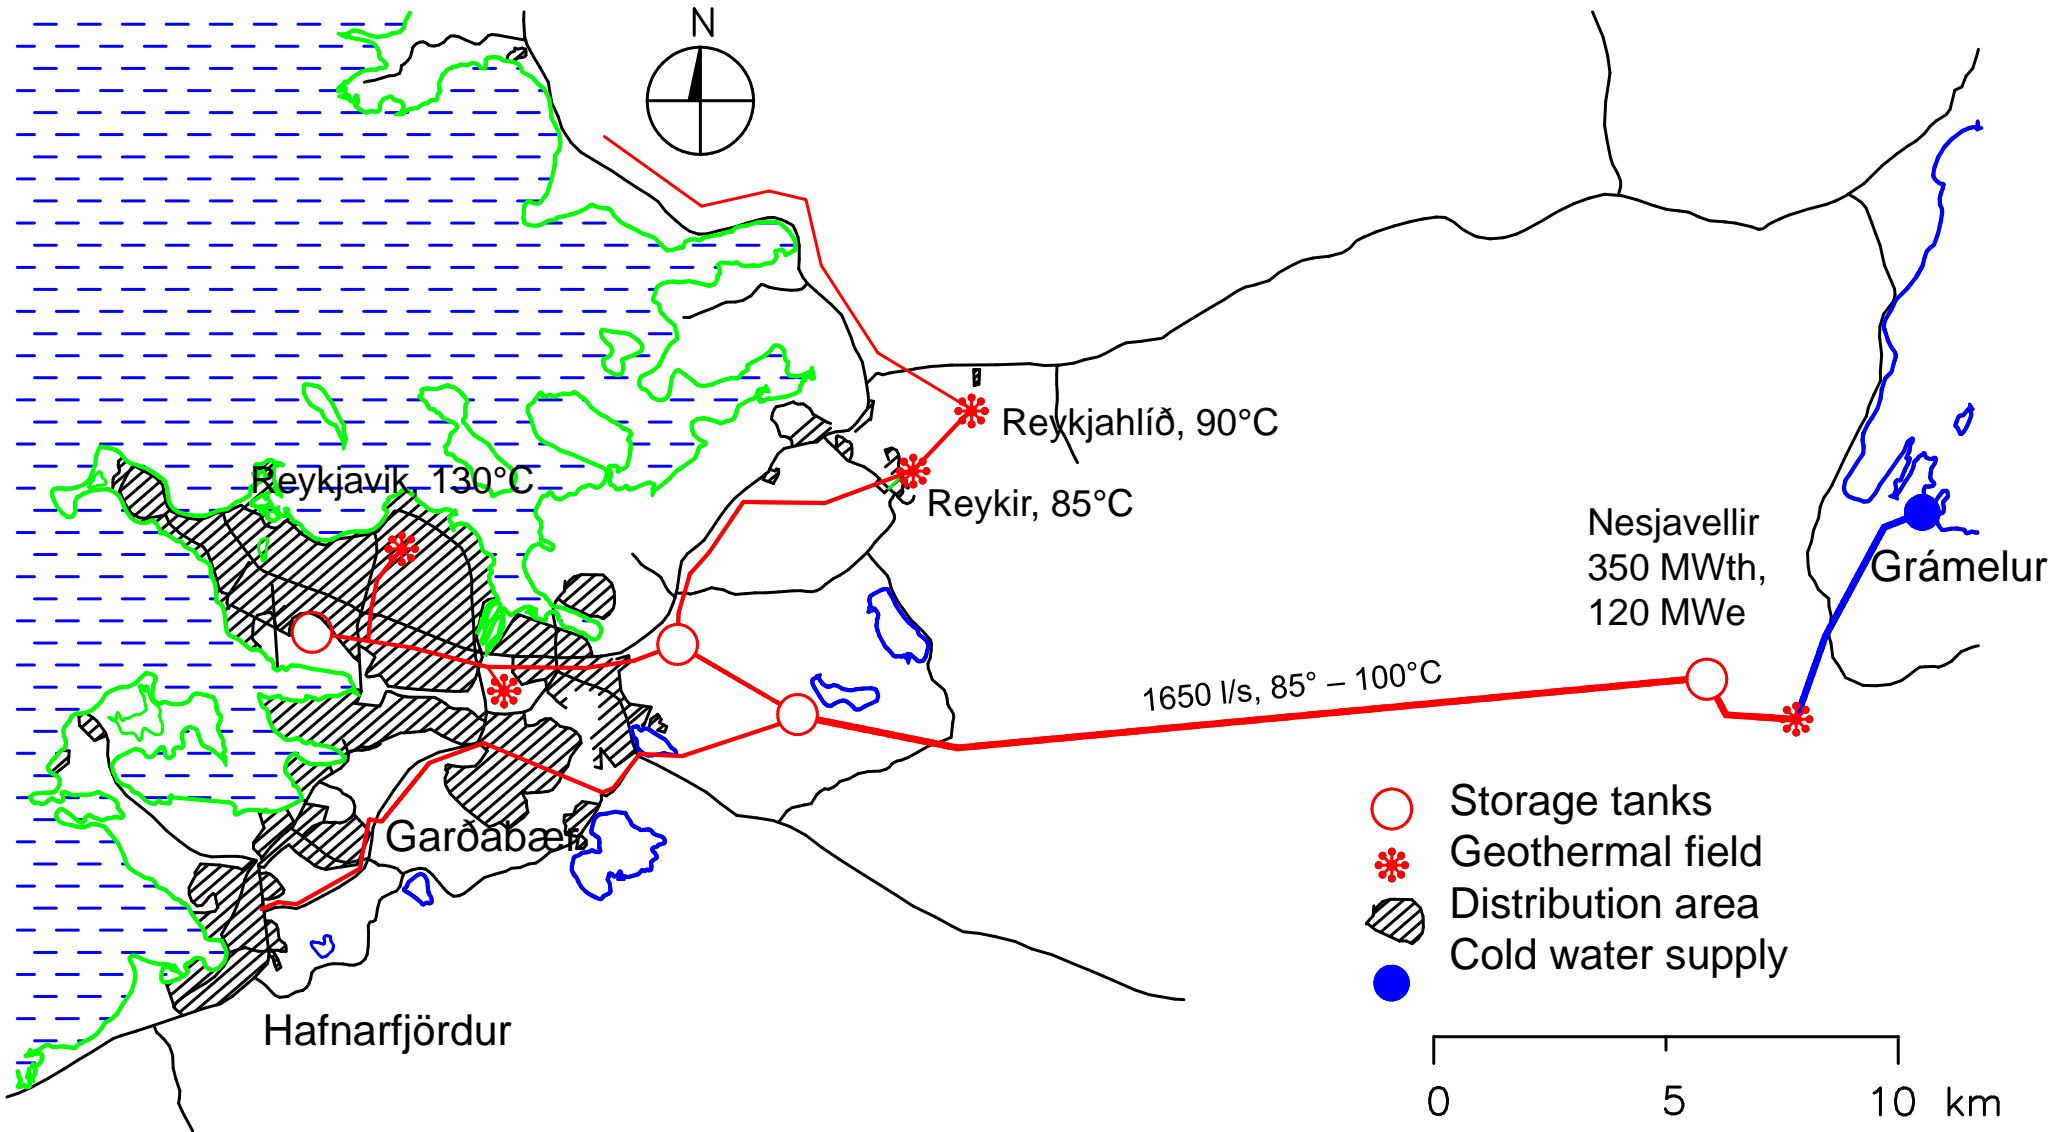 N
Reykjahlíð, 90°C
Reykjavik, 130°C
Reykir, 85°C
Nesjavellir
350 MWth,
120 MWe
Grámelur
1650 l/s, 85° – 100°C
Storage tanks
Geothermal field
Garðabær
Distribution area
Cold water supply
Hafnarfjördur
0 5 10 km